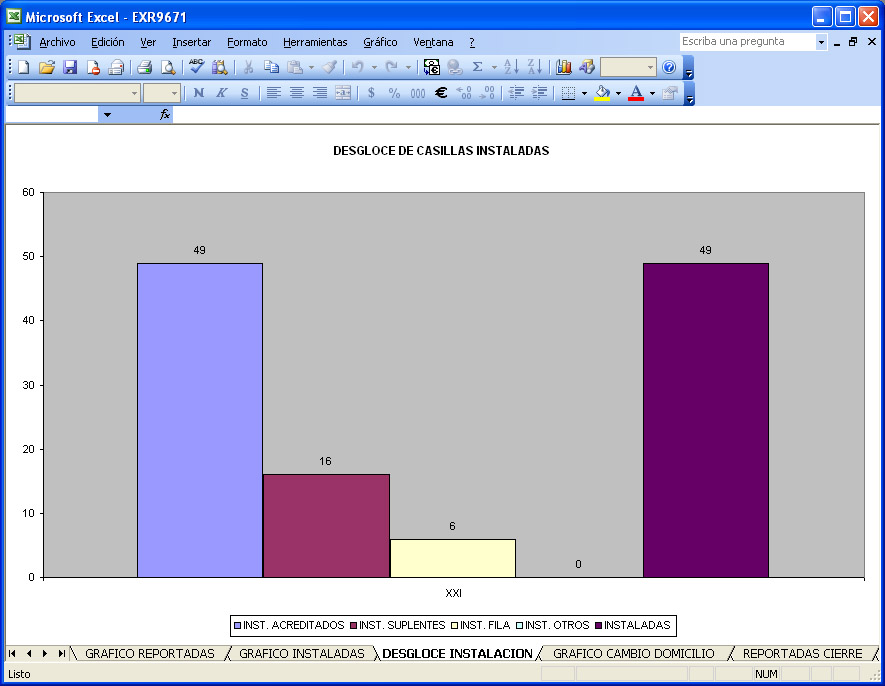 Microsoft Excel - EXR9671
Archivo Edición Ver Insertar Formato Herramientas Gráfico Ventana ? Escriba una pregunta
ABC Σ A Z Z A ?
N K S $ % 000 € A
fx
DESGLOCE DE CASILLAS INSTALADAS
60
50
40
30
20
10
0
49
16
6
0
49
XXI
INST. ACREDITADOS INST. SUPLENTES INST. FILA INST. OTROS INSTALADAS
GRAFICO REPORTADAS GRAFICO INSTALADAS DESGLOCE INSTALACION GRAFICO CAMBIO DOMICILIO REPORTADAS CIERRE
Listo NUM